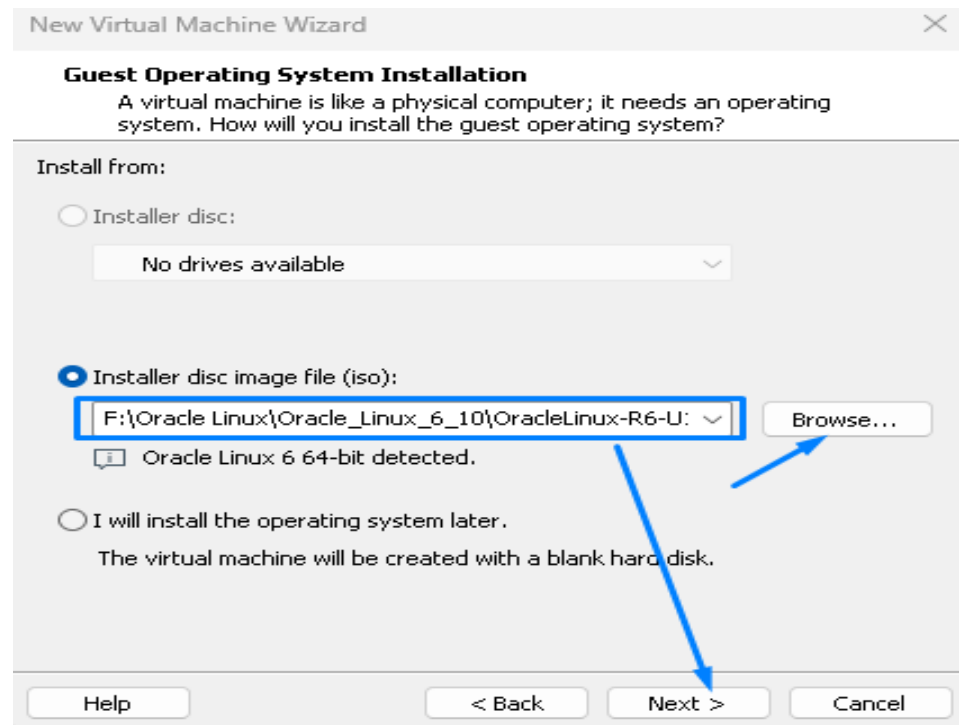 New Virtual Machine Wizard
Guest Operating System Installation
A virtual machine is like a physical computer; it needs an operating
system. How will you install the guest operating system?
Install from:
Installer disc:
No drives available
Installer disc image file (iso):
F:\Oracle Linux\Oracle_Linux_6_10\OracleLinux-R6-U:
Browse...
Oracle Linux 6 64-bit detected.
I will install the operating system later.
The virtual machine will be created with a blank hard disk.
Help
< Back
Next >
Cancel